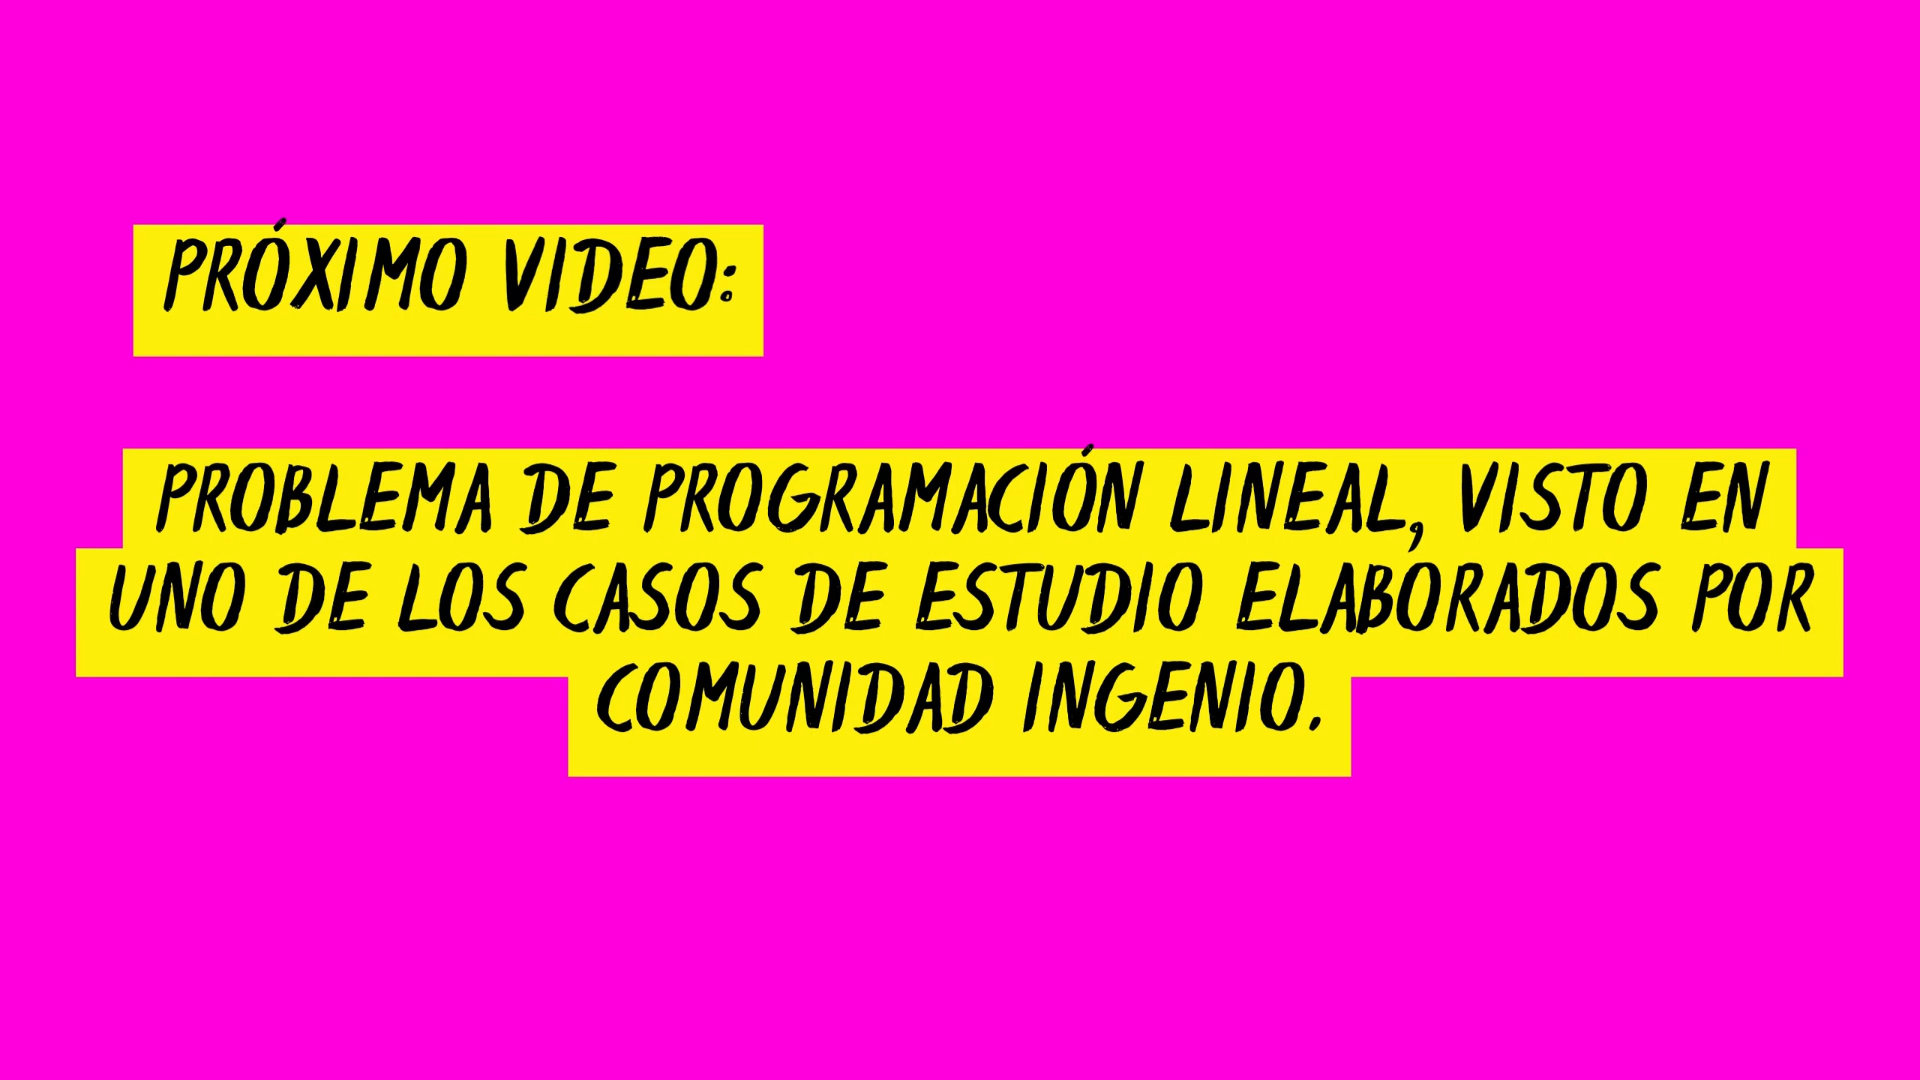 PRÓXIMO VIDEO:
PROBLEMA DE PROGRAMACIÓN LINEAL, VISTO EN
UNO DE LOS CASOS DE ESTUDIO ELABORADOS POR
COMUNIDAD INGENIO.